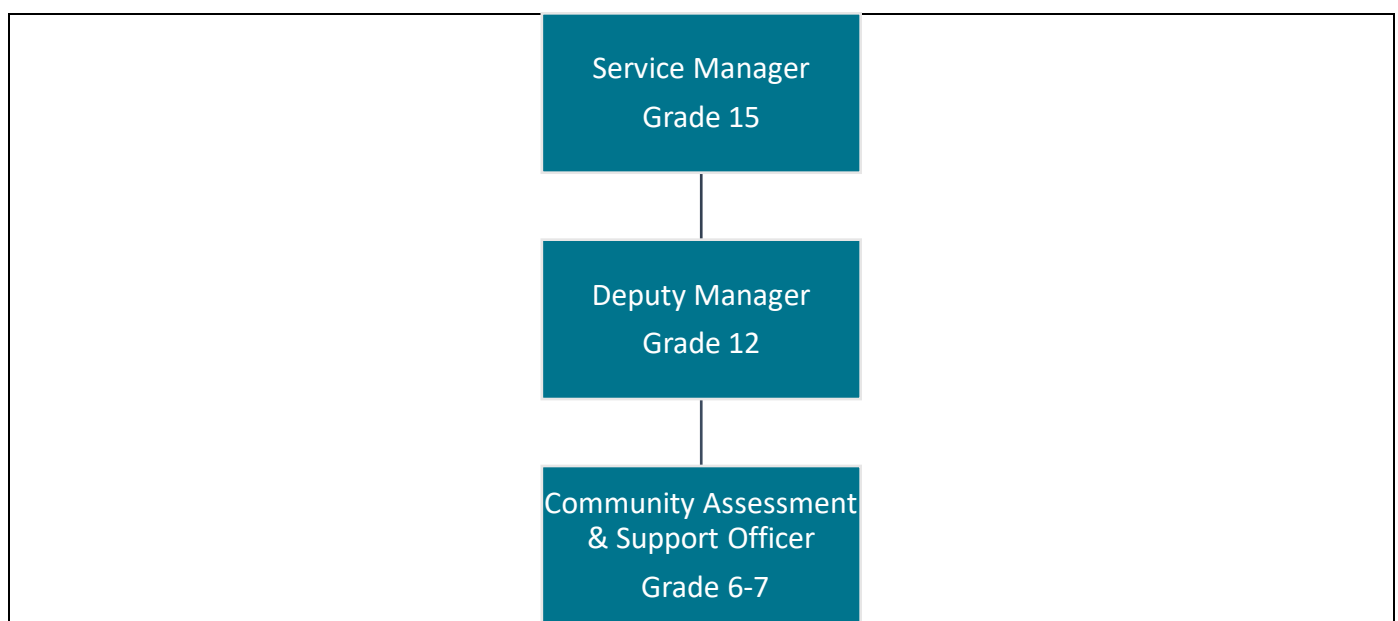 Service Manager
Grade 15
Deputy Manager
Grade 12
Community Assessment
& Support Officer
Grade 6-7